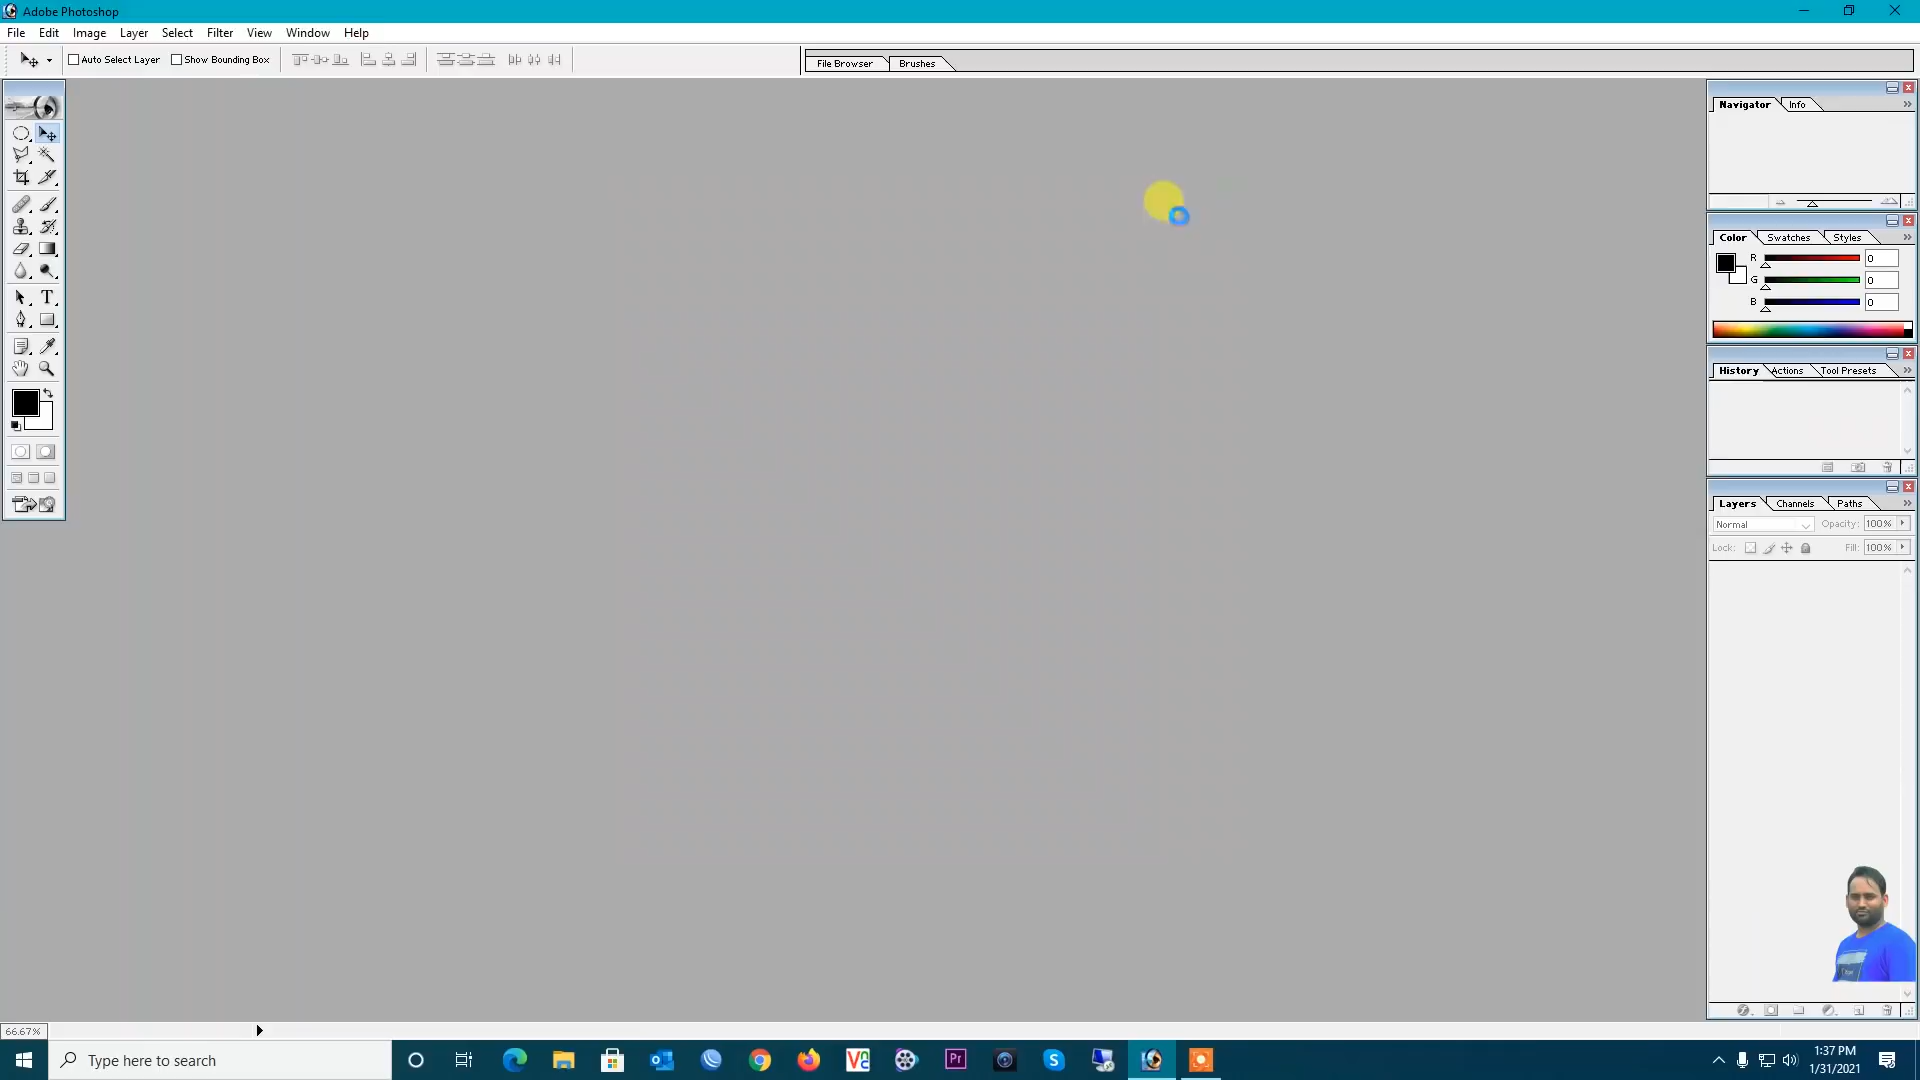 Adobe Photoshop
File Edit Image Layer Select Filter View Window Help
Auto Select Layer Show Bounding Box File Browser Brushes
Navigator Info
Color Swatches Styles
R 0
G 0
B 0
History Actions Tool Presets
Layers Channels Paths
Normal Opacity: 100%
Lock: Fill: 100%
T
66.67%
Type here to search
Pr
S
1:37 PM
1/31/2021